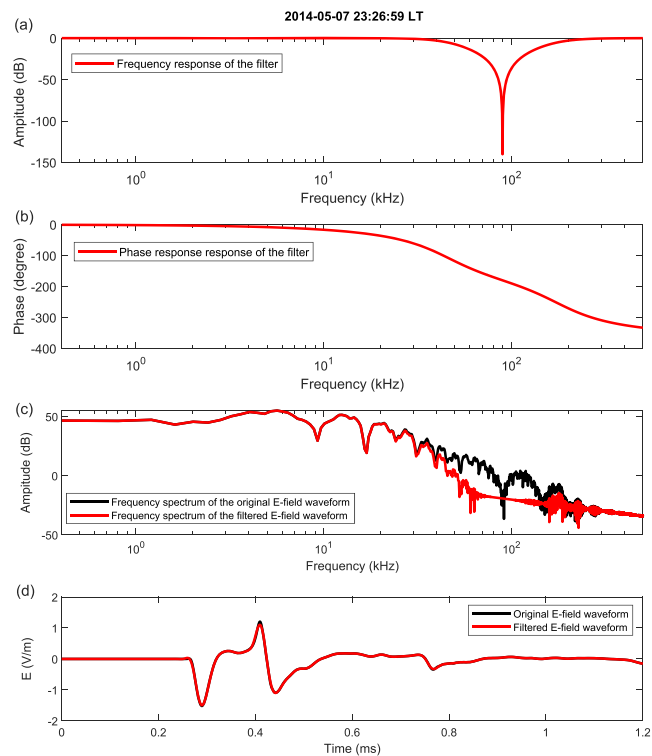 2014-05-07 23:26:59 LT
(a)
0
-50
-100
-150
Amplitude (dB)
Frequency response of the filter
10^0 10^1 10^2
Frequency (kHz)
(b)
0
-100
-200
-300
-400
Phase (degree)
Phase response response of the filter
10^0 10^1 10^2
Frequency (kHz)
(c)
50
0
-50
Amplitude (dB)
Frequency spectrum of the original E-field waveform
Frequency spectrum of the filtered E-field waveform
10^0 10^1 10^2
Frequency (kHz)
(d)
2
1
0
-1
-2
E (V/m)
Original E-field waveform
Filtered E-field waveform
0 0.2 0.4 0.6 0.8 1 1.2
Time (ms)